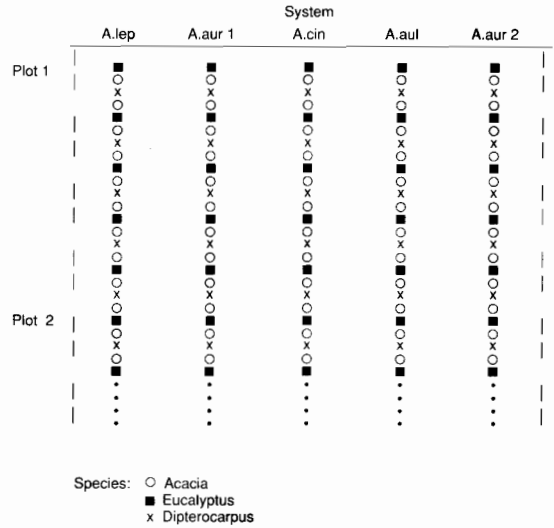 System
A.lep A.aur 1 A.cin A.aul A.aur 2
Plot 1
Plot 2
Species: ○ Acacia
■ Eucalyptus
x Dipterocarpus